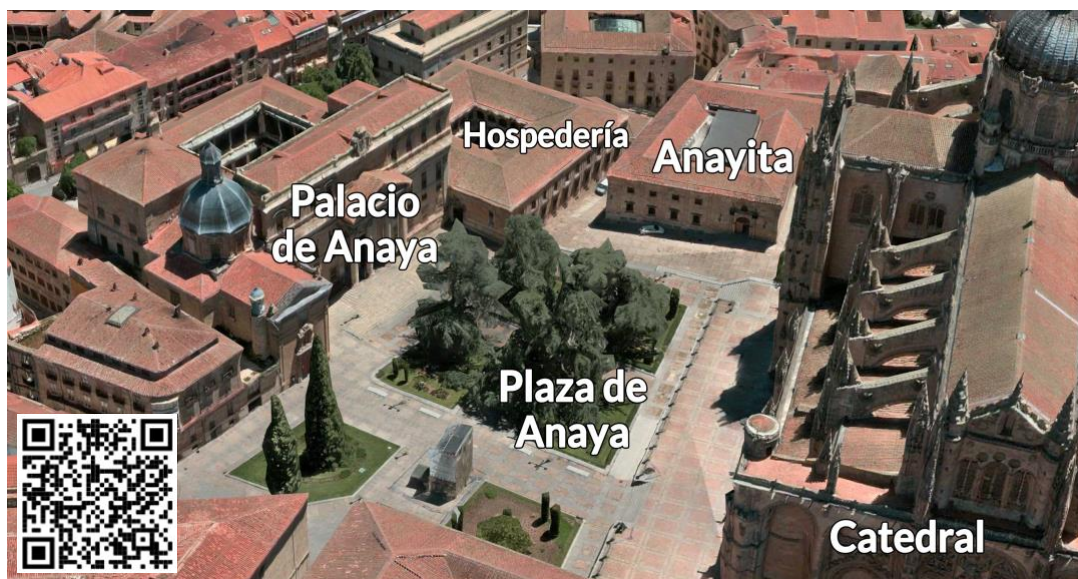 Hospedería
Anayita
Palacio
de Anaya
Plaza de
Anaya
Catedral